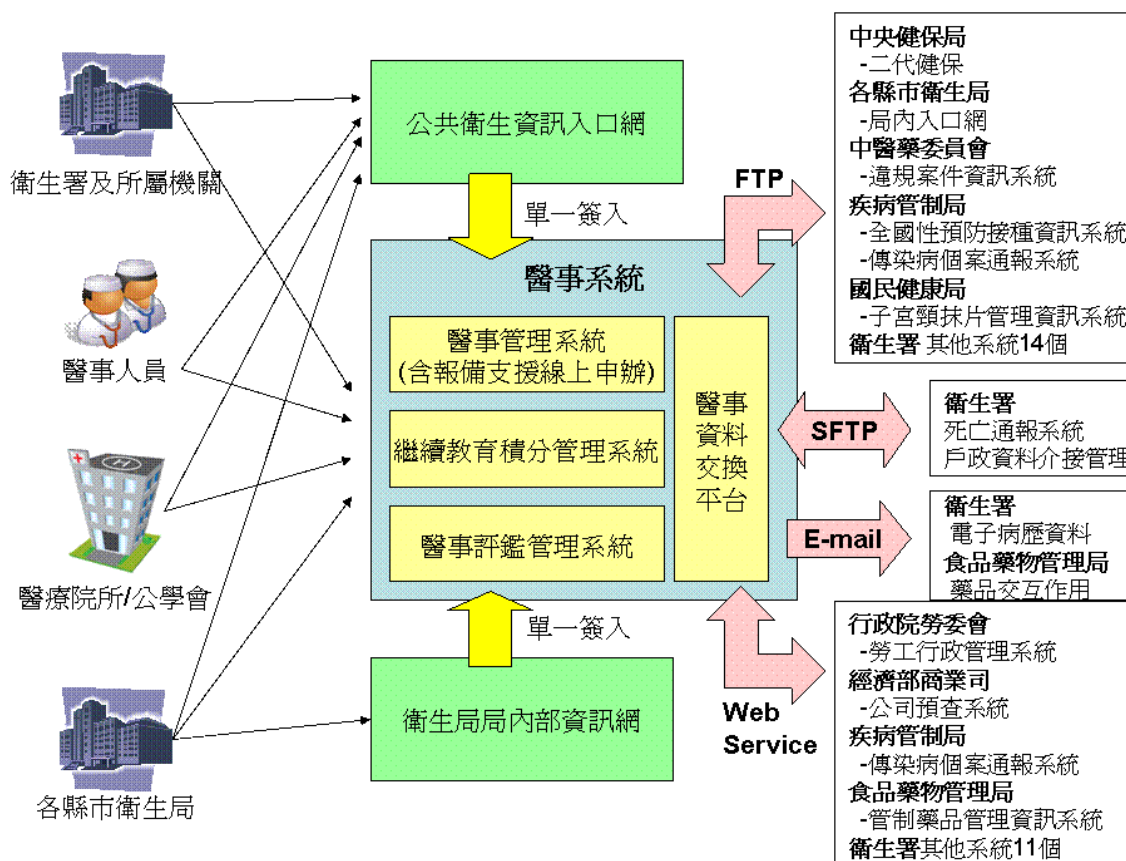 衛生署及所屬機關
醫事人員
醫療院所/公學會
各縣市衛生局
公共衛生資訊入口網
單一簽入
醫事系統
醫事管理系統
(含報備支援線上申辦)
繼續教育積分管理系統
醫事評鑑管理系統
醫事
資料
交換
平台
單一簽入
衛生局局內部資訊網
FTP
SFTP
E-mail
Web
Service
中央健保局
-二代健保
各縣市衛生局
-局內入口網
中醫藥委員會
-違規案件資訊系統
疾病管制局
-全國性預防接種資訊系統
-傳染病個案通報系統
國民健康局
-子宮頸抹片管理資訊系統
衛生署 其他系統14個
衛生署
死亡通報系統
戶政資料介接管理
衛生署
電子病歷資料
食品藥物管理局
藥品交互作用
行政院勞委會
-勞工行政管理系統
經濟部商業司
-公司預查系統
疾病管制局
-傳染病個案通報系統
食品藥物管理局
-管制藥品管理資訊系統
衛生署其他系統11個